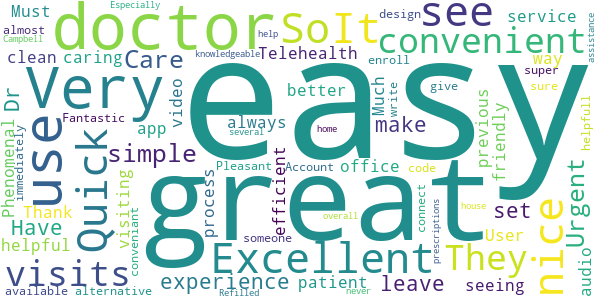 Especially
design
Must
doctor
So
It
see
service
almost
Campbell
convenient
assistance
clean
caring
Care
knowledgeable
help
Telehealth
enroll
way
Very
easy
super
Dr
video
better
Much
write
give
sure
Fantastic
app
always
make
previous
friendly
helpfull
Phenomenal
immediately
use
Quick
simple
several
home
Pleasant
Account
office
code
visiting
process
efficient
great
set
Urgent
Thank
conveniant
someone
overall
connect
prescriptions
house
User
nice
Have
helpful
Excellent
They
audio
visits
experience
patient
leave
seeing
available
alternative
Refilled
never